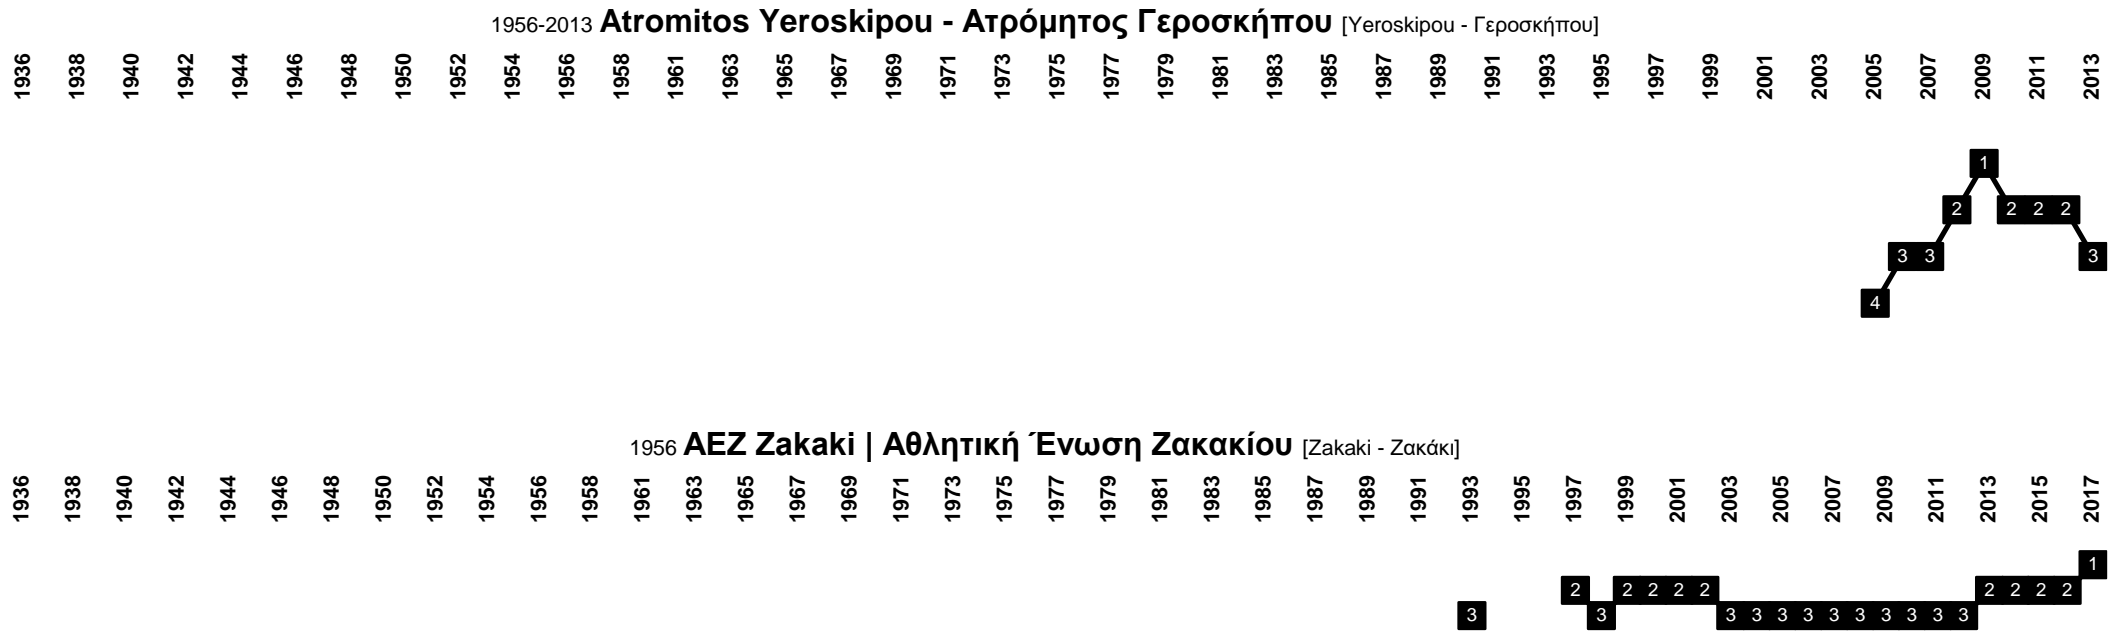 1956-2013 Atromitos Yeroskipou - Ατρόμητος Γεροσκήπου [Yeroskipou - Γεροσκήπου]
1936 1938 1940 1942 1944 1946 1948 1950 1952 1954 1956 1958 1961 1963 1965 1967 1969 1971 1973 1975 1977 1979 1981 1983 1985 1987 1989 1991 1993 1995 1997 1999 2001 2003 2005 2007 2009 2011 2013
1
2 2 2 2
3 3 3
4
1956 AEZ Zakaki | Αθλητική Ένωση Ζακακίου [Zakaki - Ζακάκι]
1936 1938 1940 1942 1944 1946 1948 1950 1952 1954 1956 1958 1961 1963 1965 1967 1969 1971 1973 1975 1977 1979 1981 1983 1985 1987 1989 1991 1993 1995 1997 1999 2001 2003 2005 2007 2009 2011 2013 2015 2017
1
2 2 2 2 2 2 2 2 2
3 3 3 3 3 3 3 3 3 3 3 3